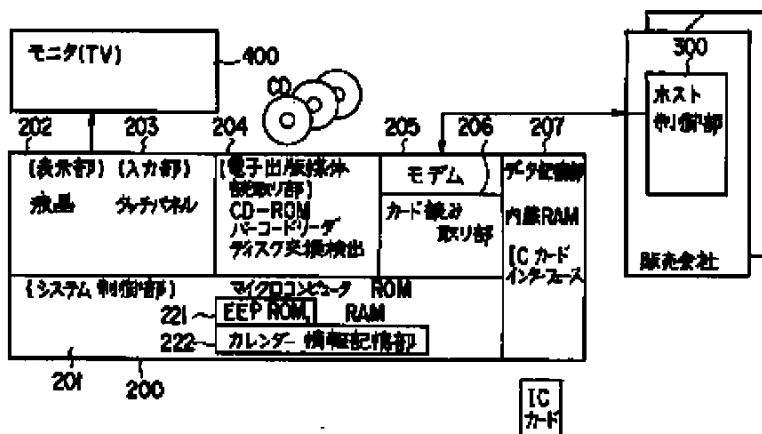 モニタ(TV)
400
CD
300
ホスト
制御部
販売会社
202
203
204
205
206
207
(表示部)
液晶
(入力部)
タッチパネル
(電子出版媒体
読取り部)
CD-ROM
バーコードリーダ
ディスク交換検出
モデム
カード読み
取り部
データ記憶部
内蔵RAM
ICカード
インターフェース
(システム制御部)
マイクロコンピュータ ROM
221
EEPROM
RAM
222
カレンダー情報記憶部
201
200
IC
カード